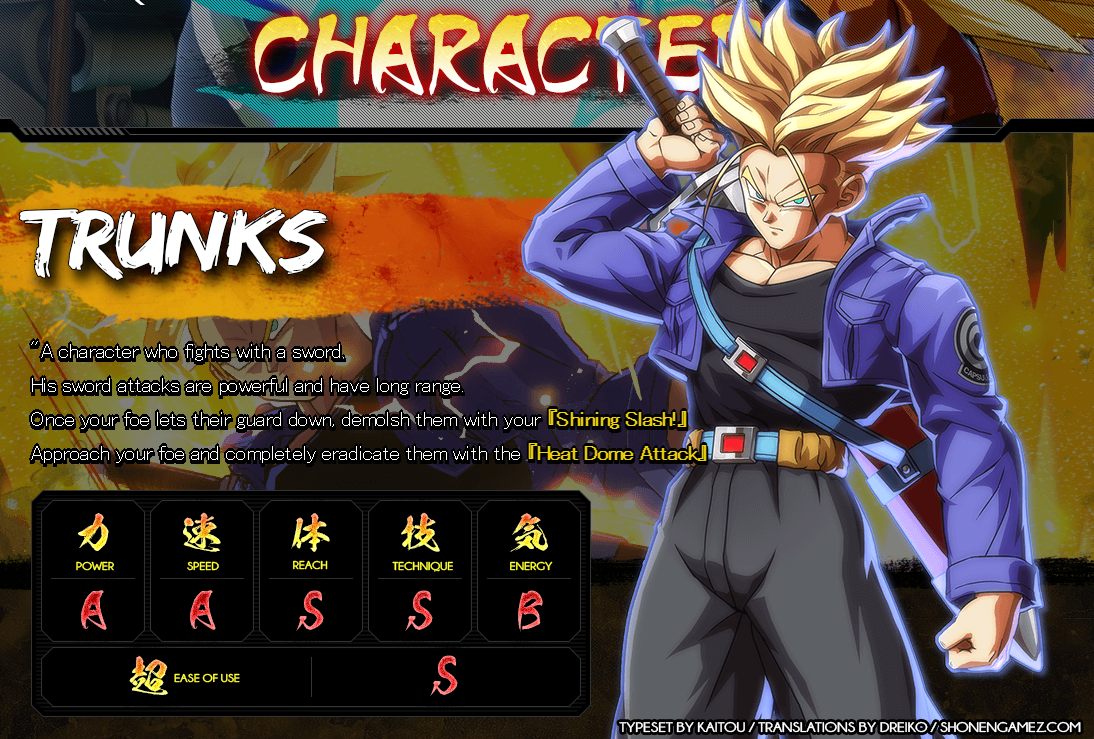 CHARACTER
TRUNKS
"A character who fights with a sword.
His sword attacks are powerful and have long range.
Once your foe lets their guard down, demolsh them with your 『Shining Slash!』
Approach your foe and completely eradicate them with the 『Heat Dome Attack』
力 速 体 技 気
POWER SPEED REACH TECHNIQUE ENERGY
A A S S B
超 EASE OF USE S
CAPSU
TYPESET BY KAITOU / TRANSLATIONS BY DREIKO / SHONENGAMEZ.COM